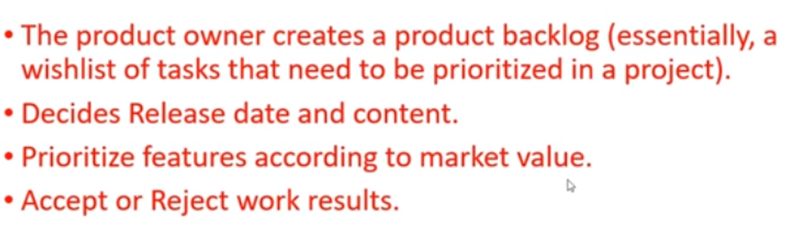 • The product owner creates a product backlog (essentially, a
wishlist of tasks that need to be prioritized in a project).
• Decides Release date and content.
• Prioritize features according to market value.
• Accept or Reject work results.